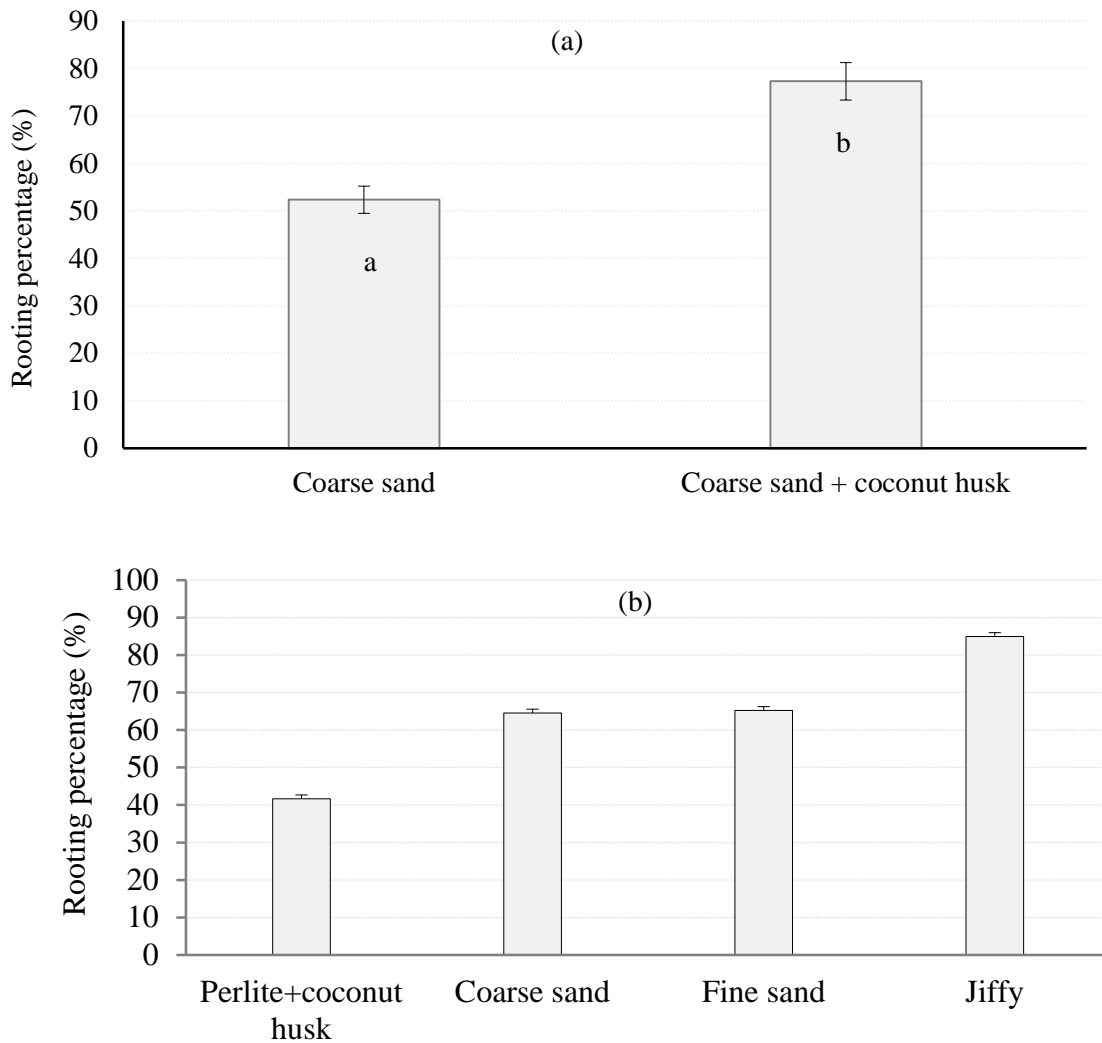 (a)
Rooting percentage (%)
90
80
70
60
50
40
30
20
10
0
a
b
Coarse sand
Coarse sand + coconut husk
(b)
Rooting percentage (%)
100
90
80
70
60
50
40
30
20
10
0
Perlite+coconut
husk
Coarse sand
Fine sand
Jiffy